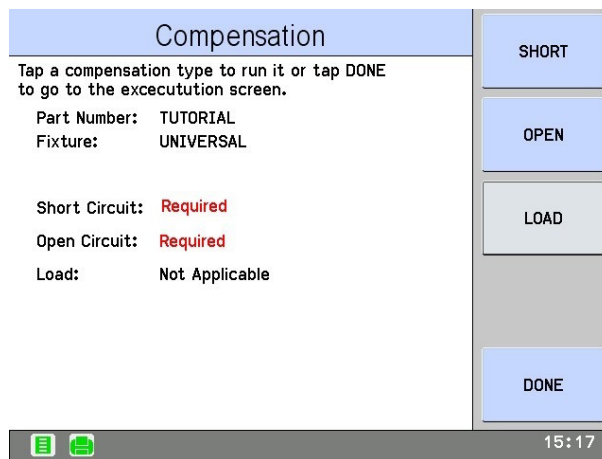 Compensation
Tap a compensation type to run it or tap DONE
to go to the excecutution screen.
Part Number: TUTORIAL
Fixture: UNIVERSAL
Short Circuit: Required
Open Circuit: Required
Load: Not Applicable
SHORT
OPEN
LOAD
DONE
15:17